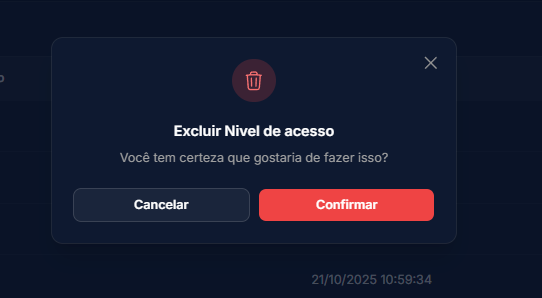 Excluir Nivel de acesso
Você tem certeza que gostaria de fazer isso?
Cancelar
Confirmar
21/10/2025 10:59:34